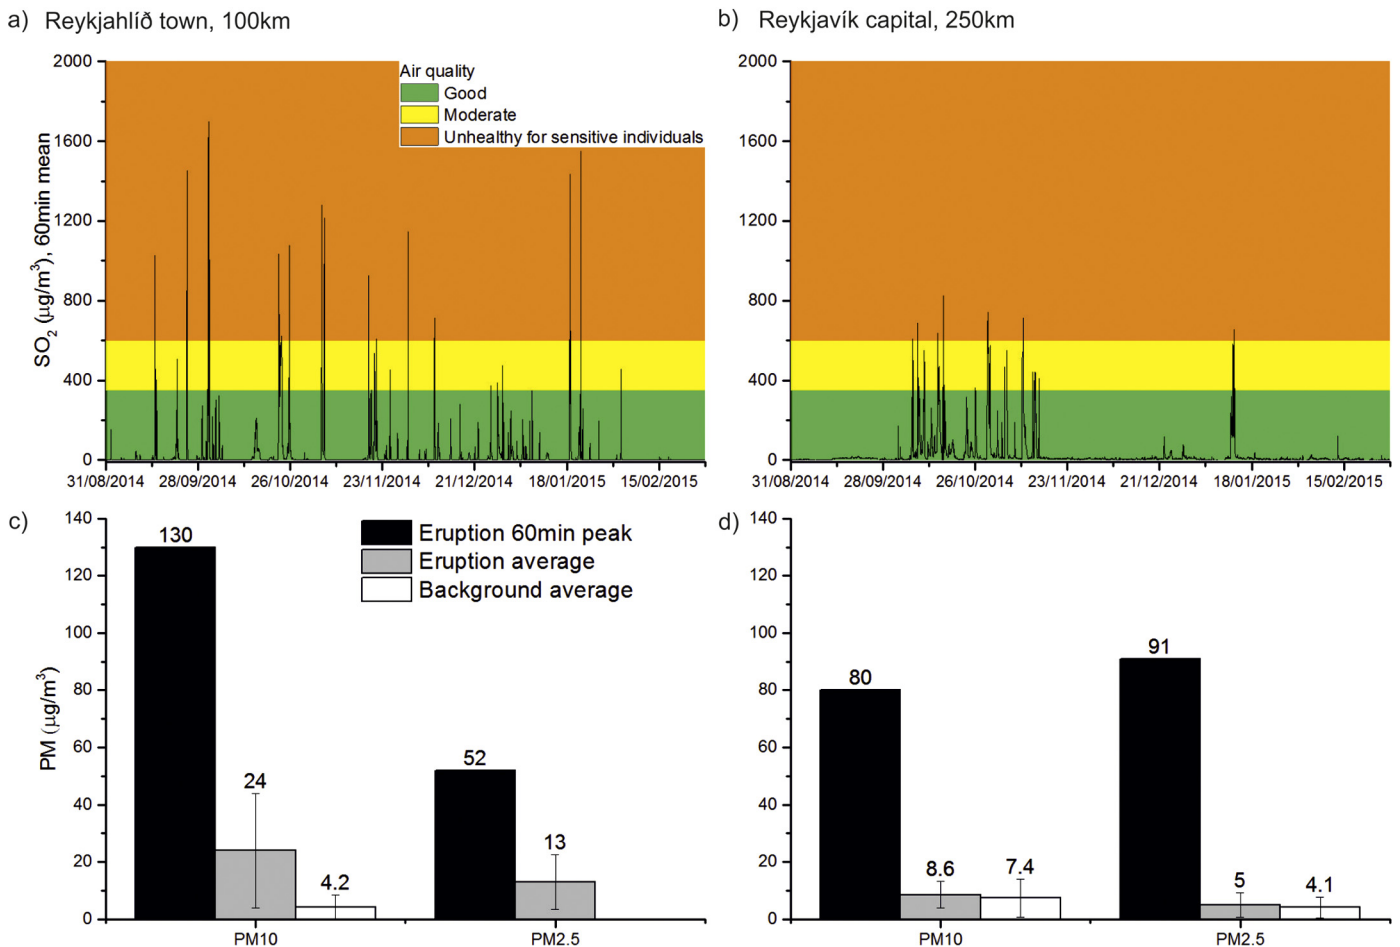 a) Reykjahlíð town, 100km
b) Reykjavík capital, 250km
SO2 (μg/m3), 60min mean
2000
1600
1200
800
400
0
Air quality
Good
Moderate
Unhealthy for sensitive individuals
31/08/2014 28/09/2014 26/10/2014 23/11/2014 21/12/2014 18/01/2015 15/02/2015
2000
1600
1200
800
400
0
31/08/2014 28/09/2014 26/10/2014 23/11/2014 21/12/2014 18/01/2015 15/02/2015
c)
PM (μg/m3)
140
120
100
80
60
40
20
0
Eruption 60min peak
Eruption average
Background average
130
24
4.2
52
13
PM10 PM2.5
d)
140
120
100
80
60
40
20
0
80
8.6
7.4
91
5
4.1
PM10 PM2.5